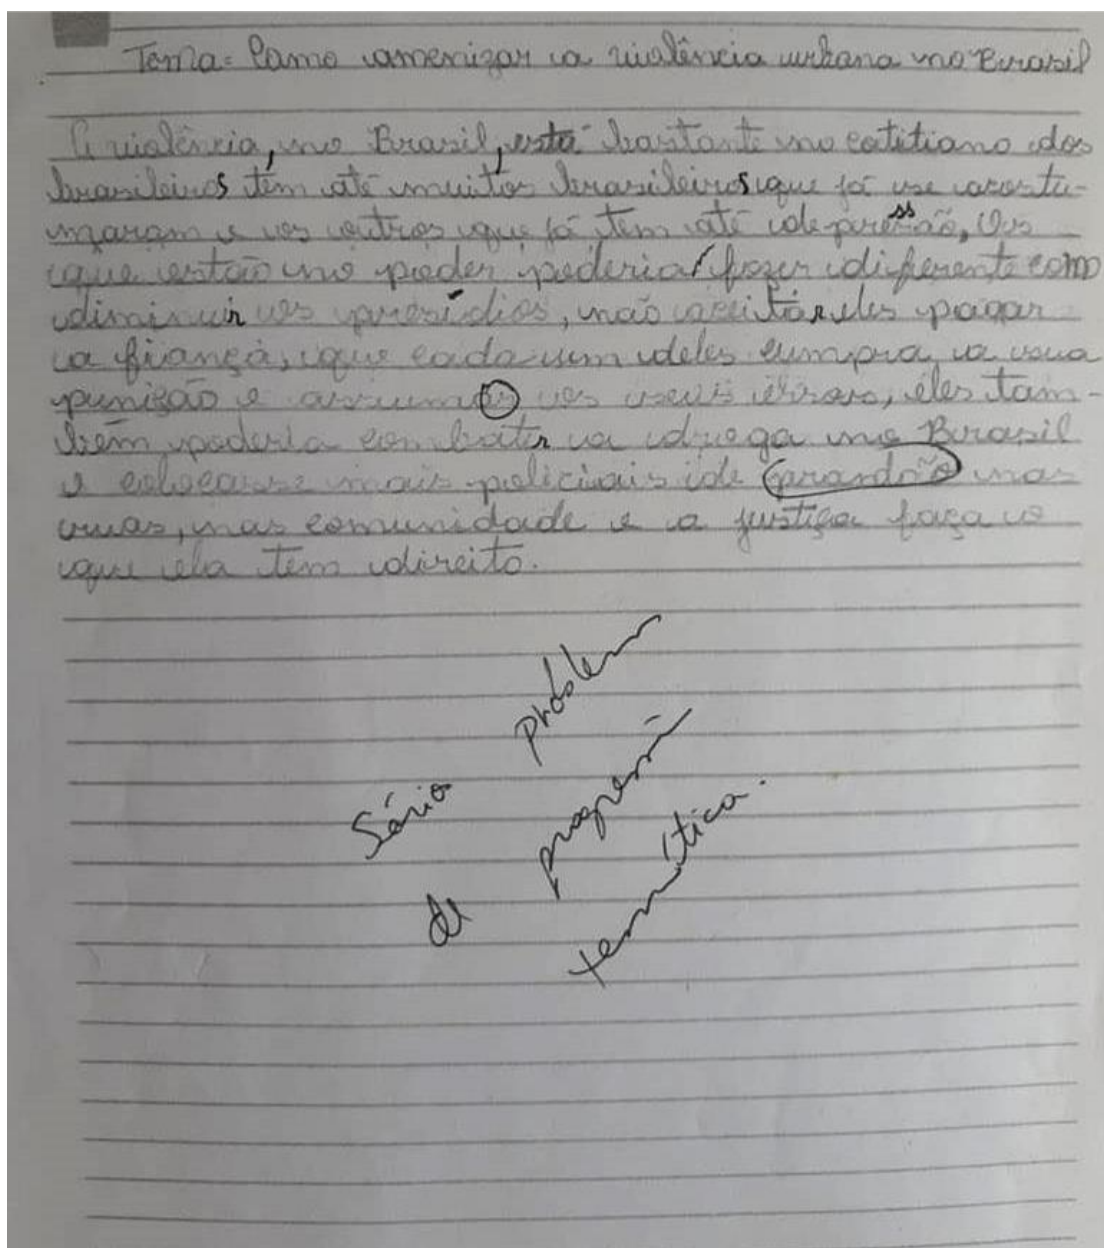 Tema: Como amenizar a violência urbana no Brasil
A violência, no Brasil, está bastante no catitiano dos
brasileiros têm até muitos brasileiros que já se acostu-
maram e os outros que já tem até depressão, Os
que estão no poder poderia fazer diferente como
diminuir os presídios, não aceitar eles pagar
a fiança, que cada um deles cumpra a sua
punição e assumas os seus erros, eles tam-
bém poderia combater a droga no Brasil
e colocasse mais policiais de prandão nas
ruas, nas comunidade e a justiça faça o
que ela tem direito.
Sério problema
de progressão
temática.